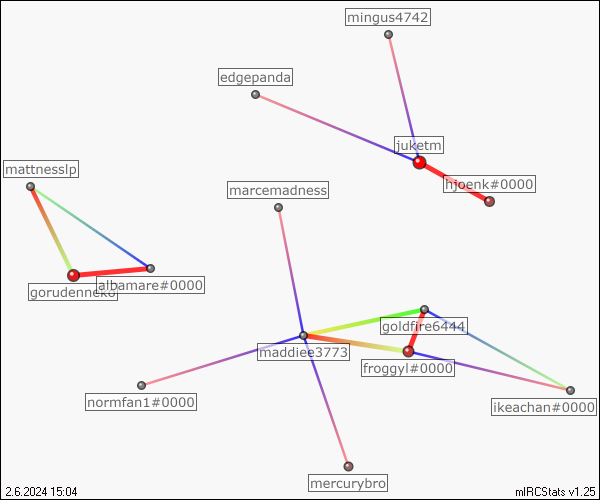 mingus4742
edgepanda
juketm
mattnesslp
hjoenk#0000
marcemadness
albamare#0000
gorudenneko
goldfire6444
maddiee3773
froggyl#0000
normfan1#0000
ikeachan#0000
mercurybro
2.6.2024 15:04
mIRCStats v1.25